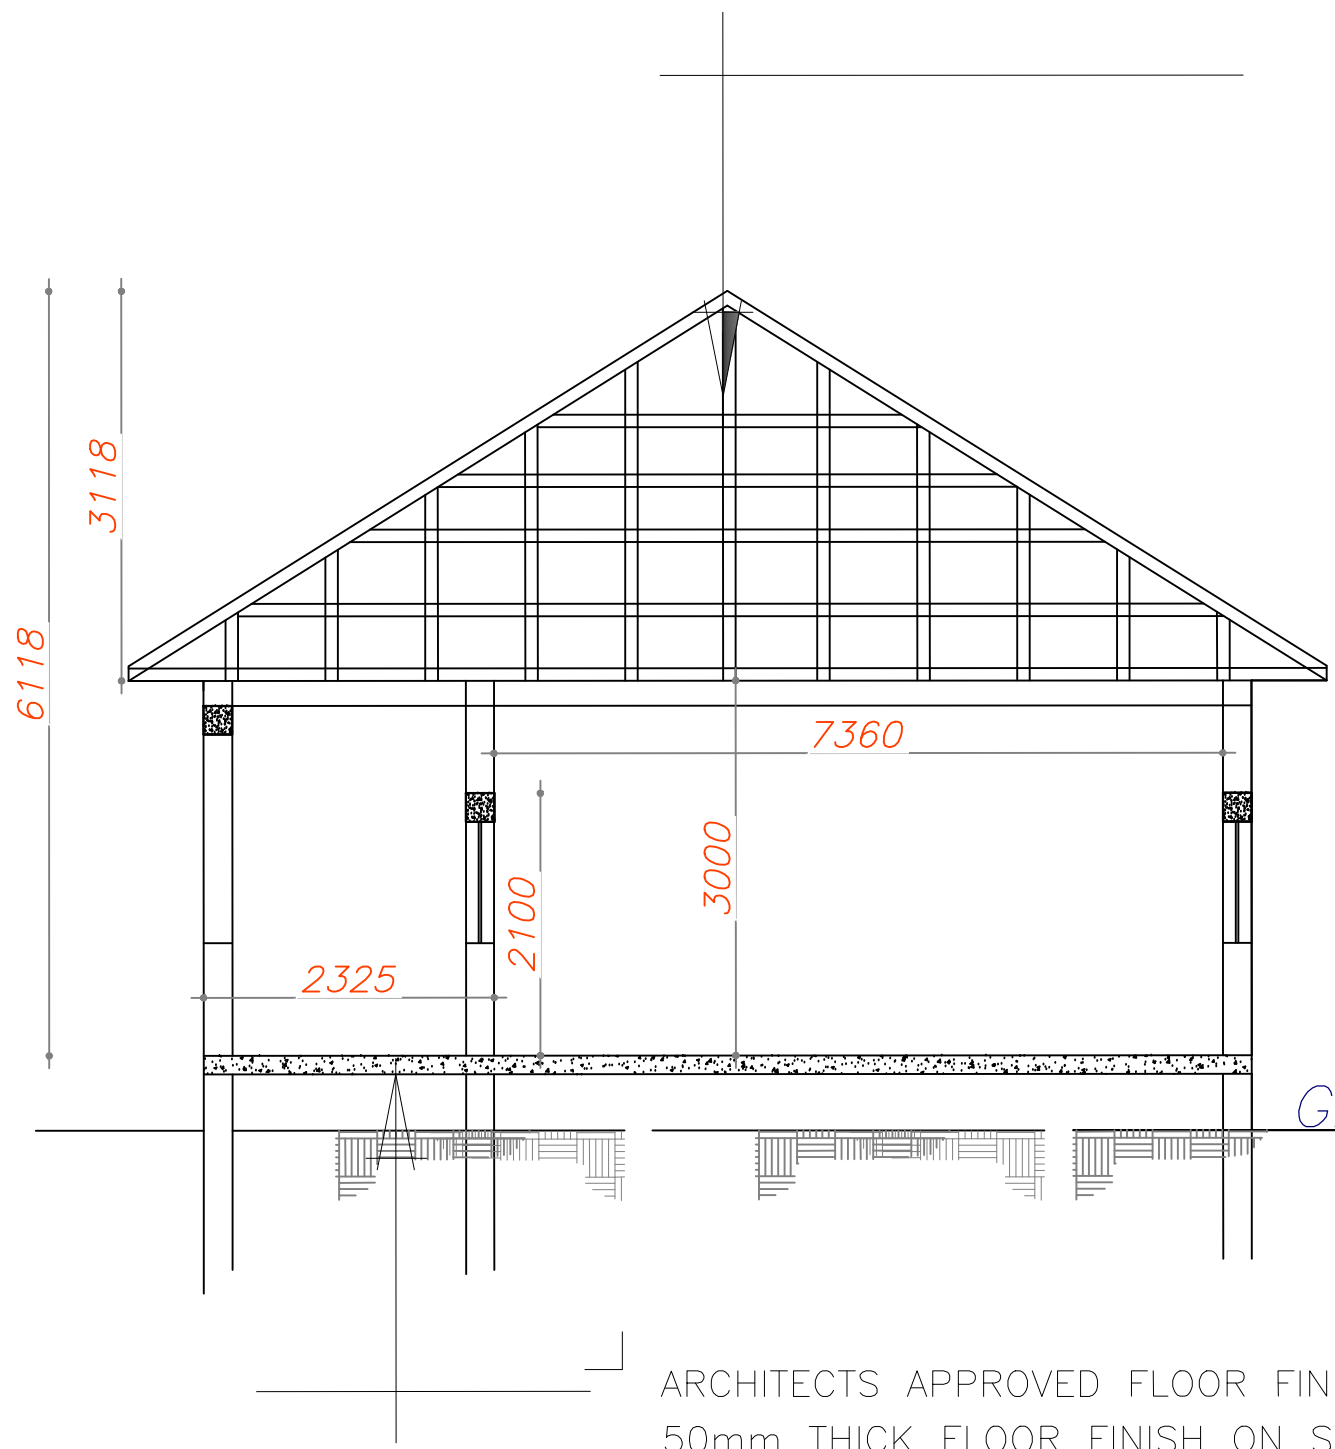 3118
6118
7360
3000
2100
2325
G
ARCHITECTS APPROVED FLOOR FIN
50mm THICK FLOOR FINISH ON S